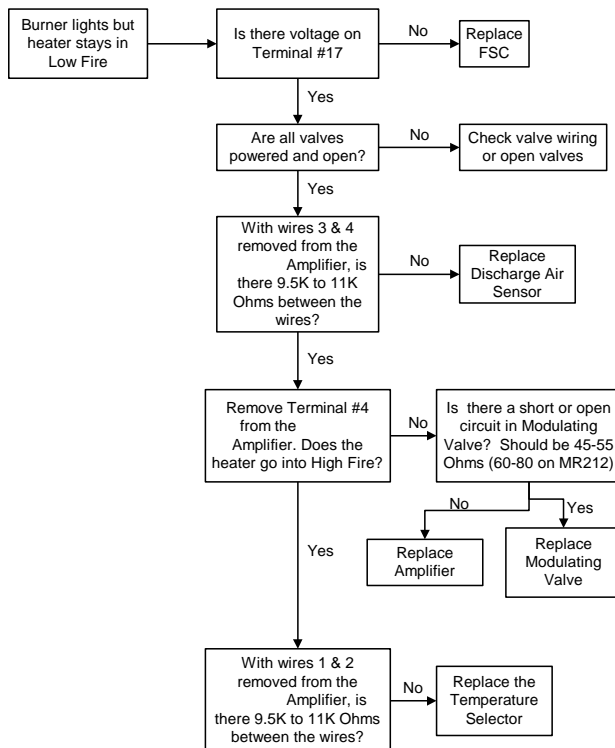 Burner lights but
heater stays in
Low Fire
Is there voltage on
Terminal #17
No
Replace
FSC
Yes
Are all valves
powered and open?
No
Check valve wiring
or open valves
Yes
With wires 3 & 4
removed from the
Amplifier, is
there 9.5K to 11K
Ohms between the
wires?
No
Replace
Discharge Air
Sensor
Yes
Remove Terminal #4
from the
Amplifier. Does the
heater go into High Fire?
No
Is there a short or open
circuit in Modulating
Valve? Should be 45-55
Ohms (60-80 on MR212)
No
Replace
Amplifier
Yes
Replace
Modulating
Valve
Yes
With wires 1 & 2
removed from the
Amplifier, is
there 9.5K to 11K Ohms
between the wires?
No
Replace the
Temperature
Selector